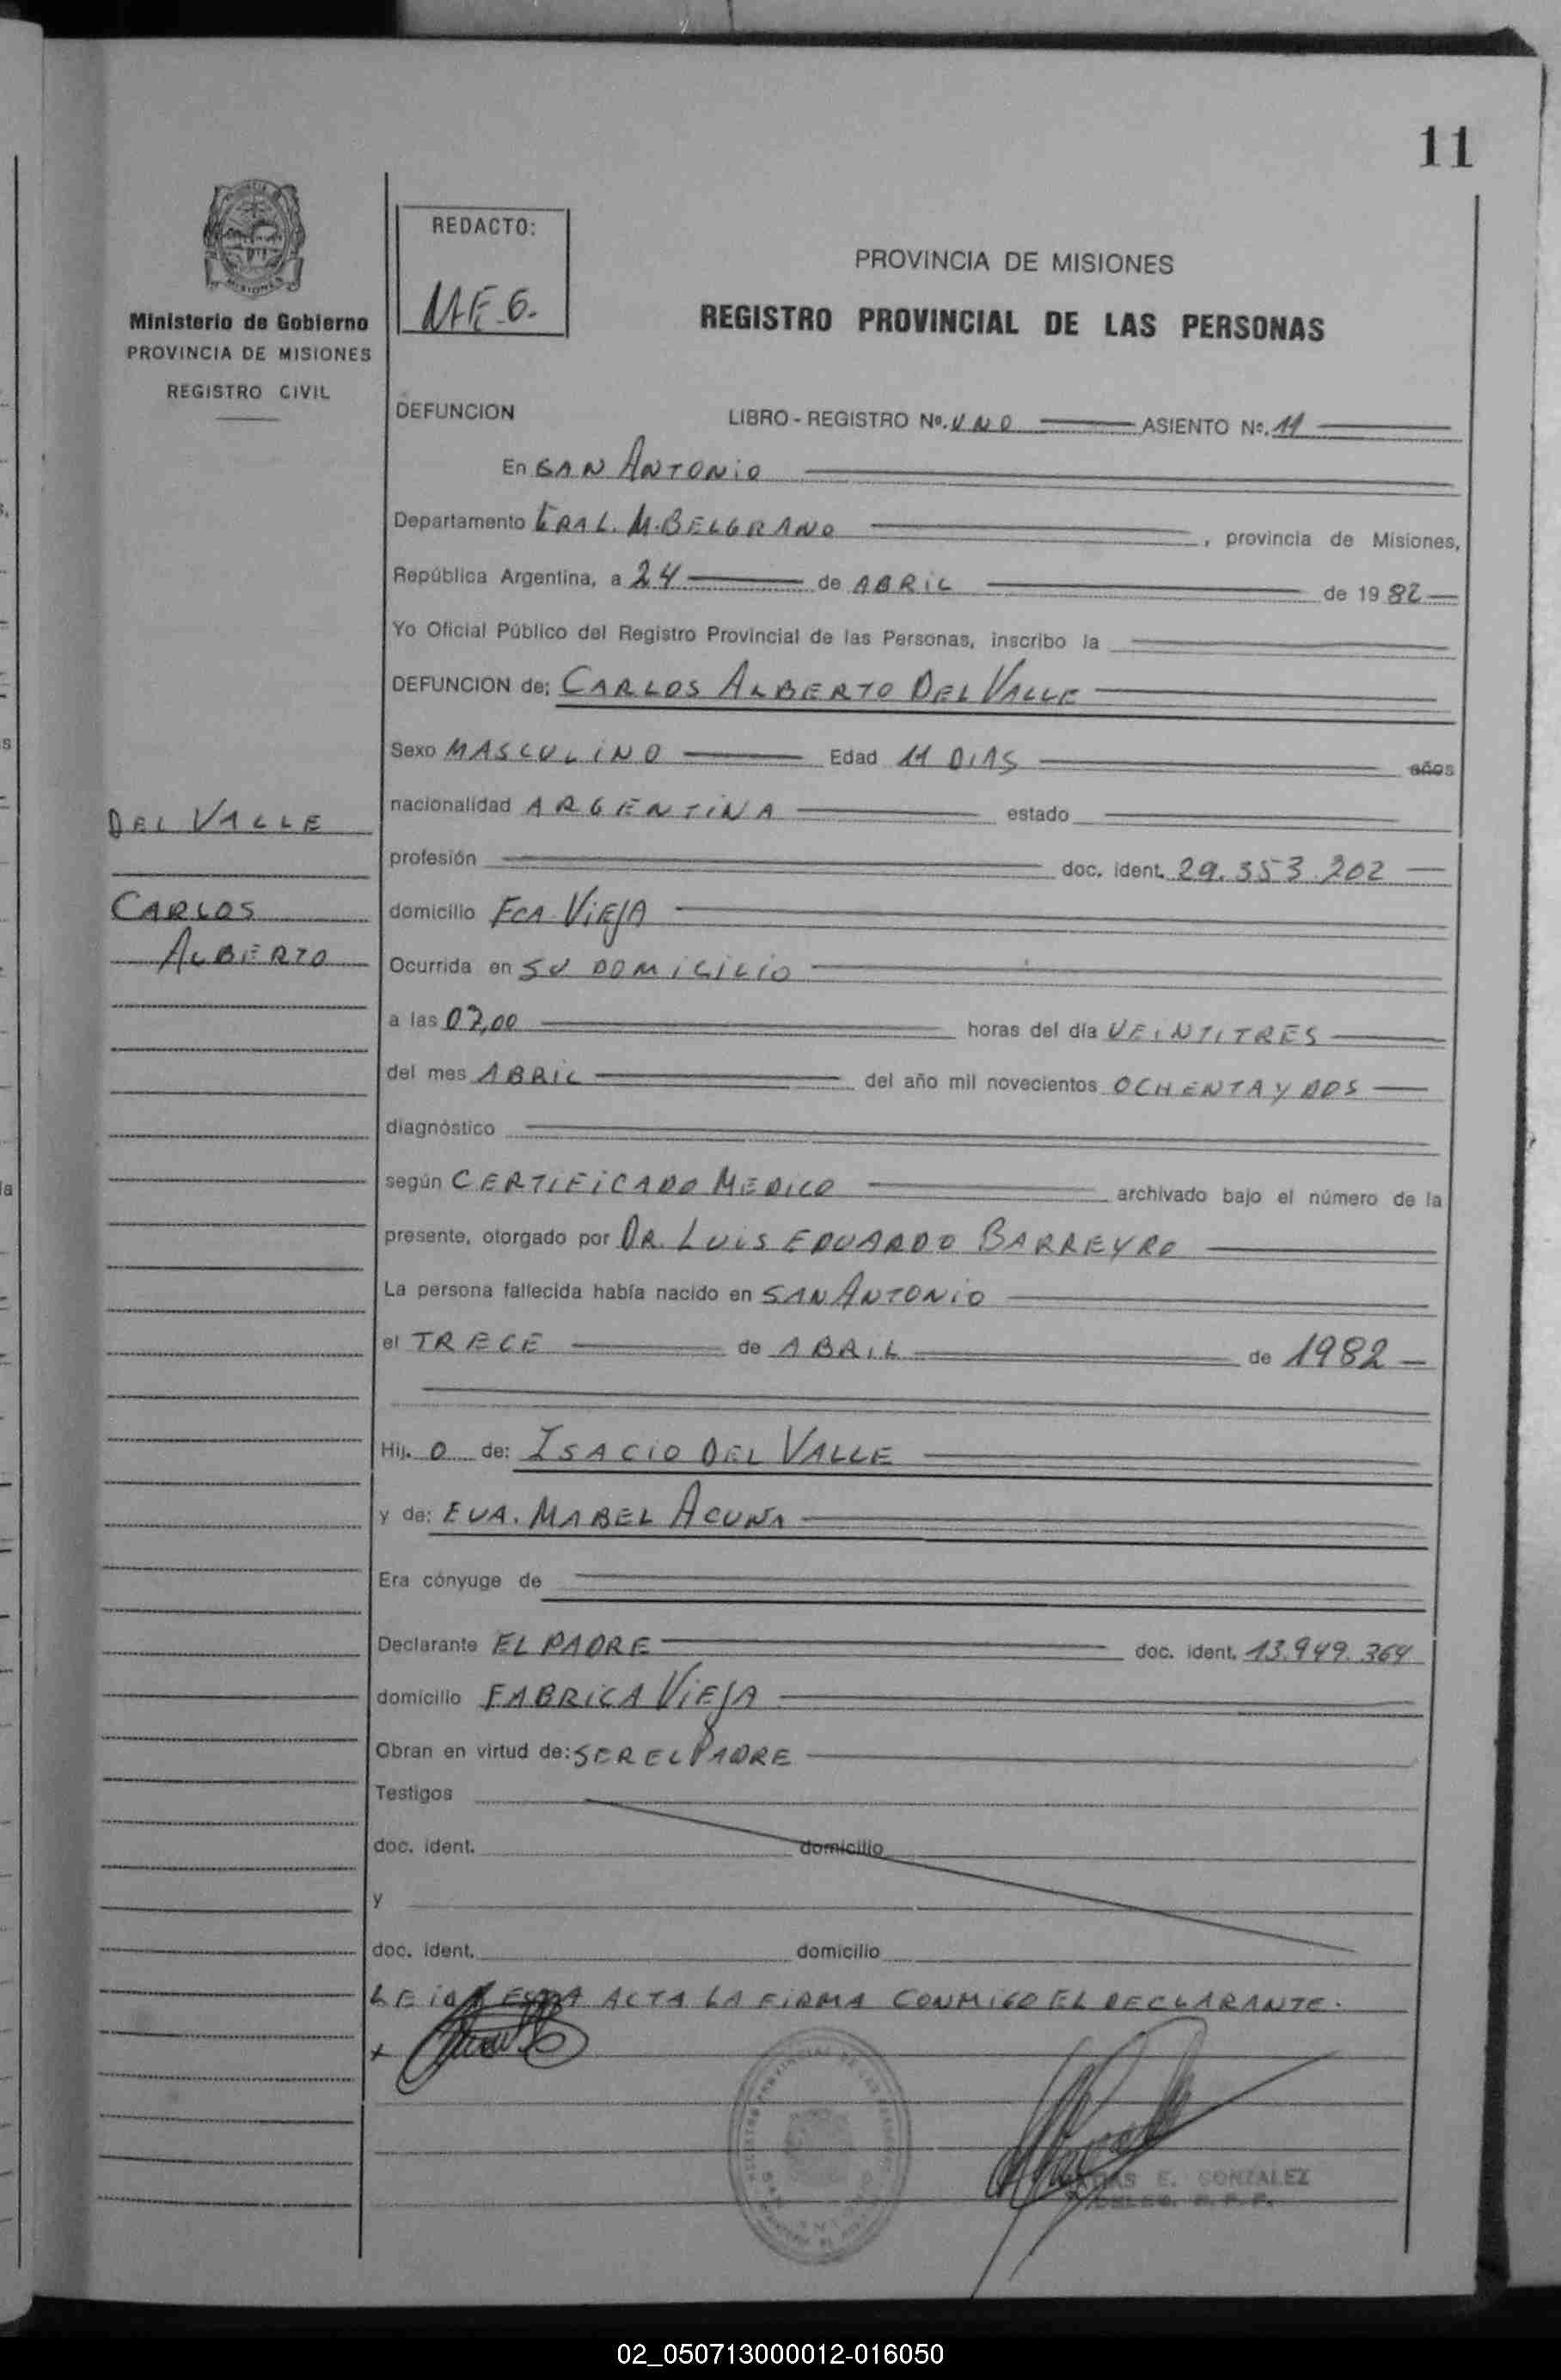 11
REDACTO:
PROVINCIA DE MISIONES
Ministerio de Gobierno
REGISTRO PROVINCIAL DE LAS PERSONAS
PROVINCIA DE MISIONES
REGISTRO CIVIL
DEFUNCION LIBRO - REGISTRO Nº. UNO ASIENTO Nº. 11
En SAN ANTONIO
Departamento GRAL. M. BELGRANO , provincia de Misiones,
República Argentina, a 24 de ABRIL de 1982
Yo Oficial Público del Registro Provincial de las Personas, inscribo la
DEFUNCION de: CARLOS ALBERTO DEL VALLE
Sexo MASCULINO Edad 11 DIAS años
DEL VALLE
nacionalidad ARGENTINA estado
profesión doc. ident. 29.353.202
CARLOS
domicilio FCA. VIEJA
ALBERTO
Ocurrida en SU DOMICILIO
a las 07,00 horas del día VEINTITRES
del mes ABRIL del año mil novecientos OCHENTA Y DOS
diagnóstico
según CERTIFICADO MEDICO archivado bajo el número de la
presente, otorgado por DR. LUIS EDUARDO BARREYRO
La persona fallecida había nacido en SAN ANTONIO
el TRECE de ABRIL de 1982
Hij. O de: ISACIO DEL VALLE
y de: EVA. MABEL ACUNA
Era cónyuge de
Declarante EL PADRE doc. ident. 13.949.364
domicilio FABRICA VIEJA
Obran en virtud de: SER EL PADRE
Testigos
doc. ident. domicilio
y
doc. ident. domicilio
LEIDA ESTA ACTA LA FIRMA CONMIGO EL DECLARANTE.
E. GONZALEZ
02_050713000012-016050